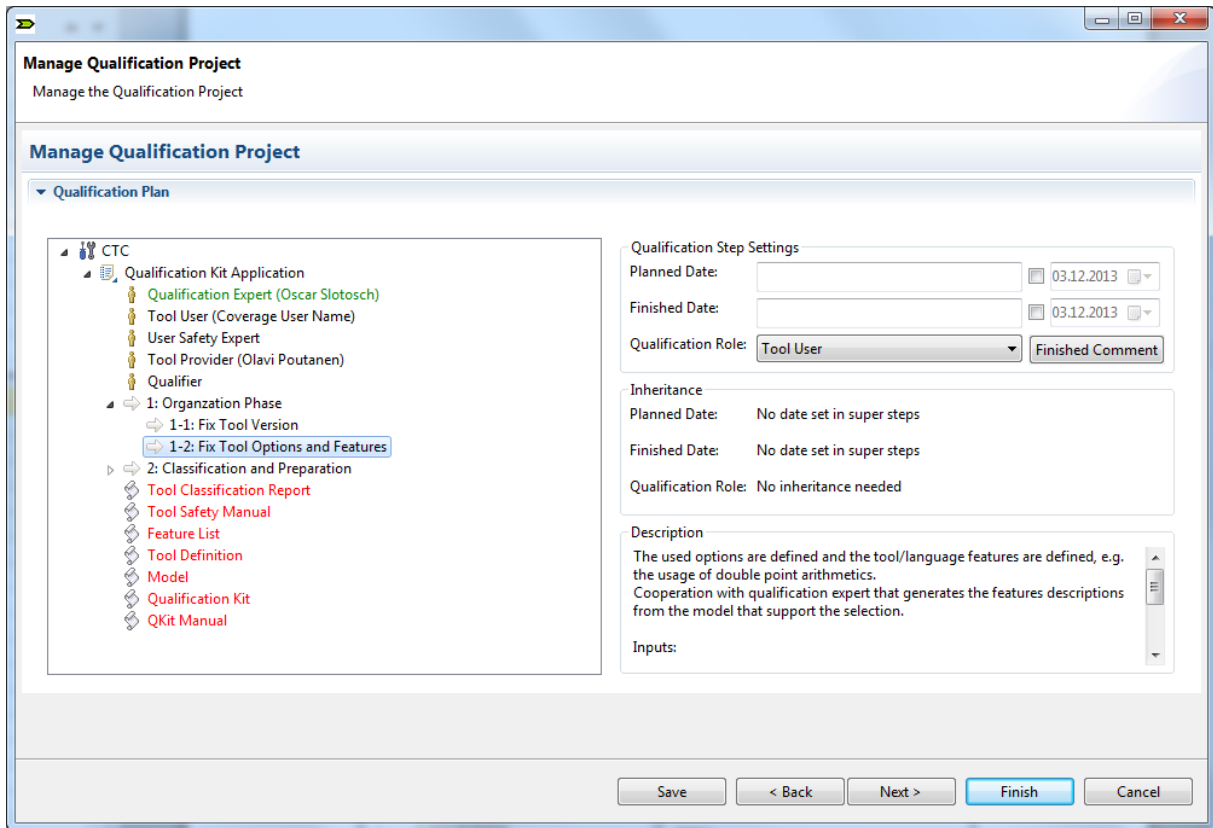 Manage Qualification Project
Manage the Qualification Project
Manage Qualification Project
Qualification Plan
CTC
Qualification Kit Application
Qualification Expert (Oscar Slotosch)
Tool User (Coverage User Name)
User Safety Expert
Tool Provider (Olavi Poutanen)
Qualifier
1: Organzation Phase
1-1: Fix Tool Version
1-2: Fix Tool Options and Features
2: Classification and Preparation
Tool Classification Report
Tool Safety Manual
Feature List
Tool Definition
Model
Qualification Kit
QKit Manual
Qualification Step Settings
Planned Date:
03.12.2013
Finished Date:
03.12.2013
Qualification Role: Tool User Finished Comment
Inheritance
Planned Date: No date set in super steps
Finished Date: No date set in super steps
Qualification Role: No inheritance needed
Description
The used options are defined and the tool/language features are defined, e.g.
the usage of double point arithmetics.
Cooperation with qualification expert that generates the features descriptions
from the model that support the selection.
Inputs:
Save < Back Next > Finish Cancel